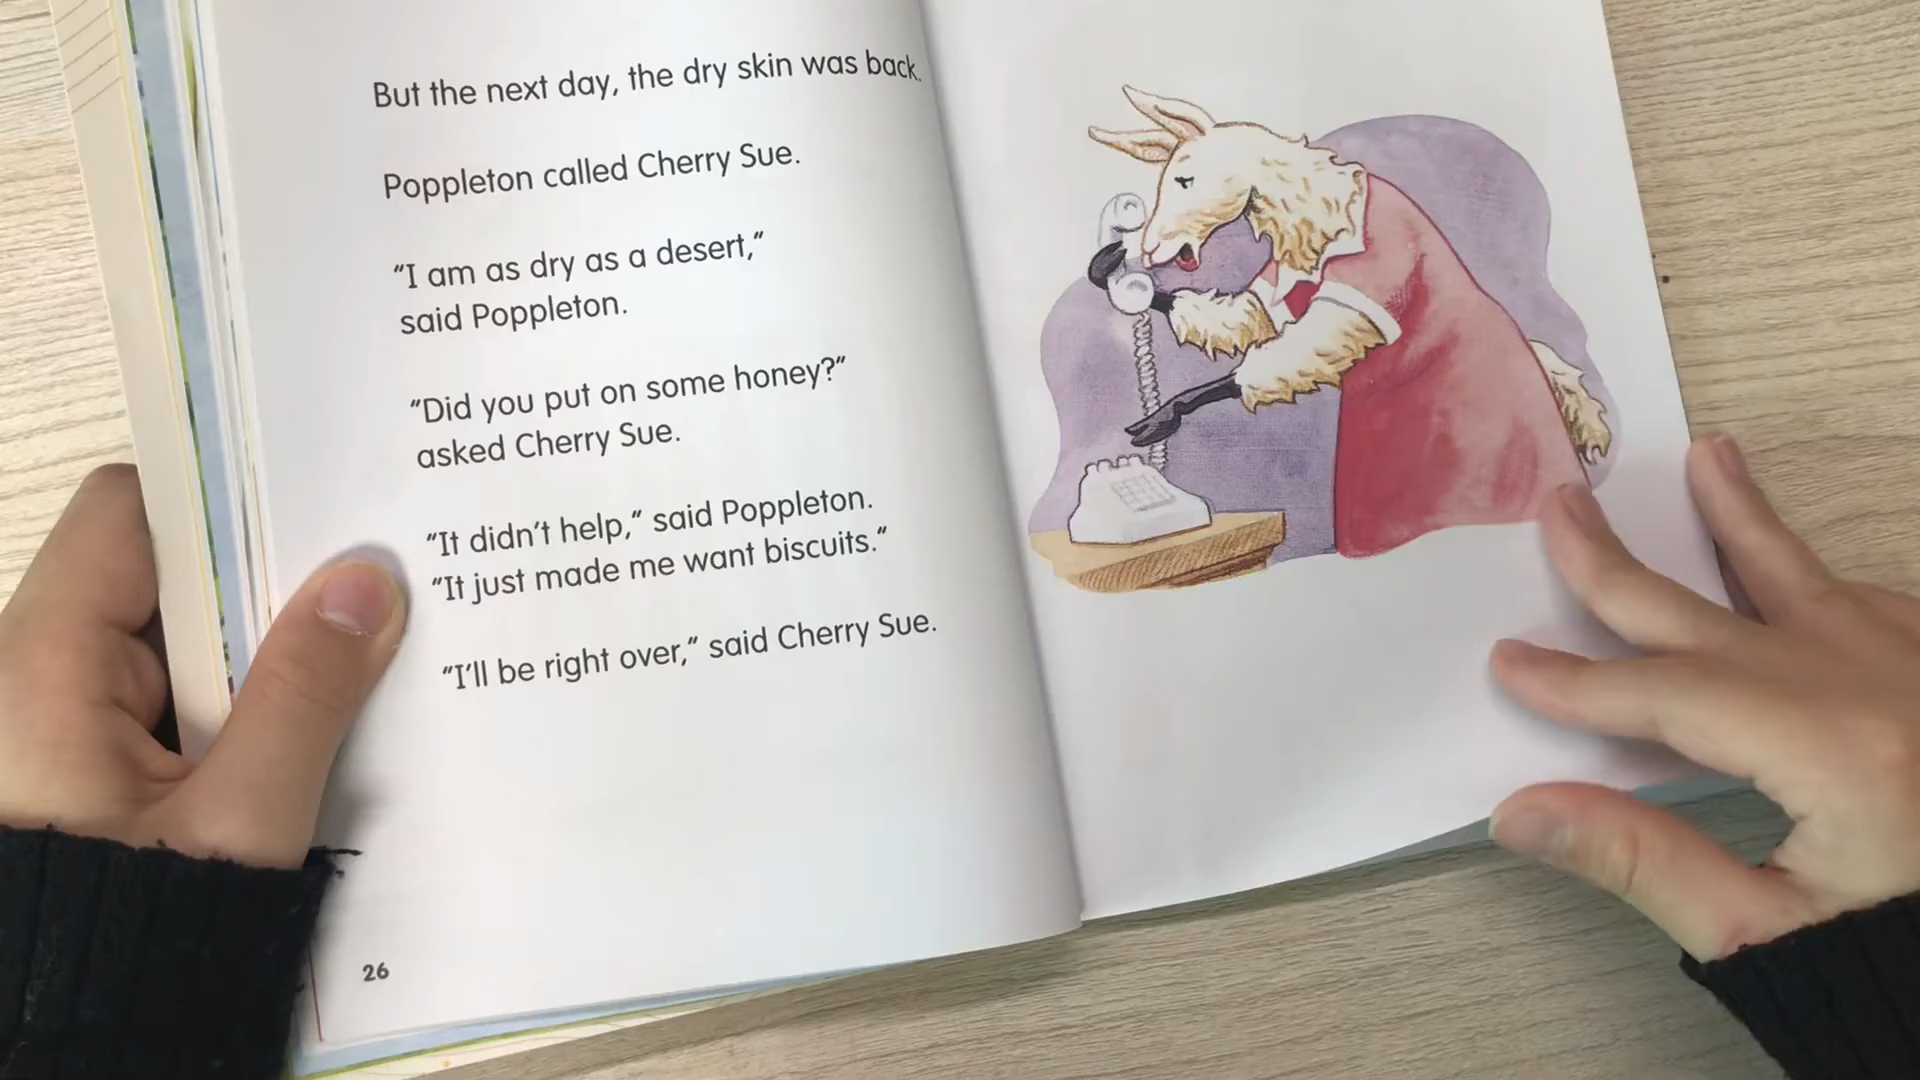 But the next day, the dry skin was back.
Poppleton called Cherry Sue.
“I am as dry as a desert,”
said Poppleton.
“Did you put on some honey?”
asked Cherry Sue.
“It didn’t help,” said Poppleton.
“It just made me want biscuits.”
“I’ll be right over,” said Cherry Sue.
26